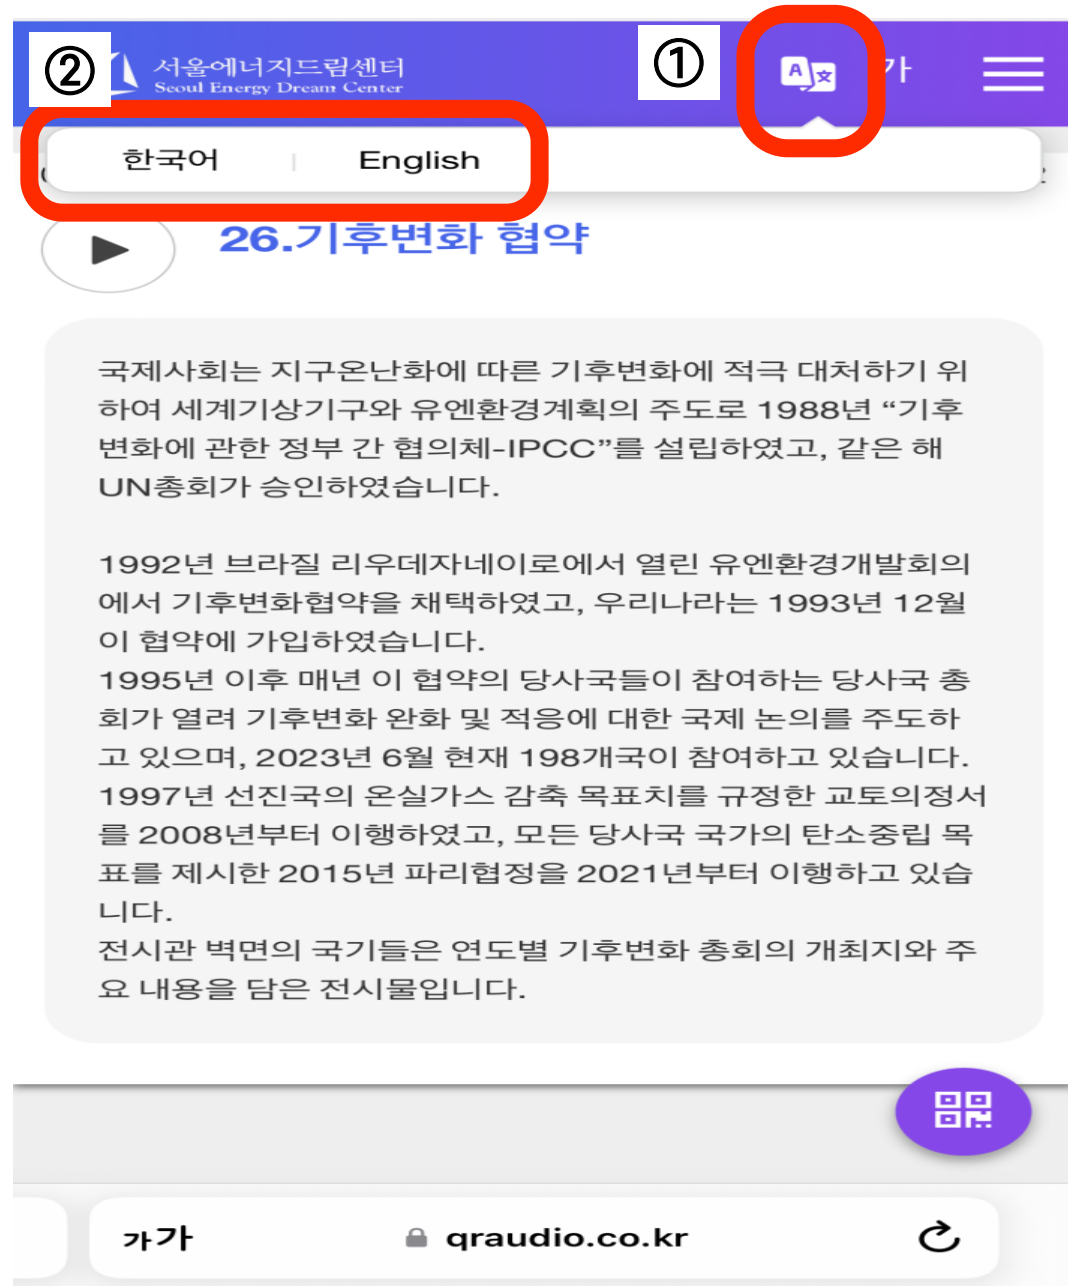 ②
서울에너지드림센터
Seoul Energy Dream Center
①
A 文
가
한국어 | English
26.기후변화 협약
국제사회는 지구온난화에 따른 기후변화에 적극 대처하기 위
하여 세계기상기구와 유엔환경계획의 주도로 1988년 “기후
변화에 관한 정부 간 협의체-IPCC”를 설립하였고, 같은 해
UN총회가 승인하였습니다.
1992년 브라질 리우데자네이로에서 열린 유엔환경개발회의
에서 기후변화협약을 채택하였고, 우리나라는 1993년 12월
이 협약에 가입하였습니다.
1995년 이후 매년 이 협약의 당사국들이 참여하는 당사국 총
회가 열려 기후변화 완화 및 적응에 대한 국제 논의를 주도하
고 있으며, 2023년 6월 현재 198개국이 참여하고 있습니다.
1997년 선진국의 온실가스 감축 목표치를 규정한 교토의정서
를 2008년부터 이행하였고, 모든 당사국 국가의 탄소중립 목
표를 제시한 2015년 파리협정을 2021년부터 이행하고 있습
니다.
전시관 벽면의 국기들은 연도별 기후변화 총회의 개최지와 주
요 내용을 담은 전시물입니다.
가가
qraudio.co.kr